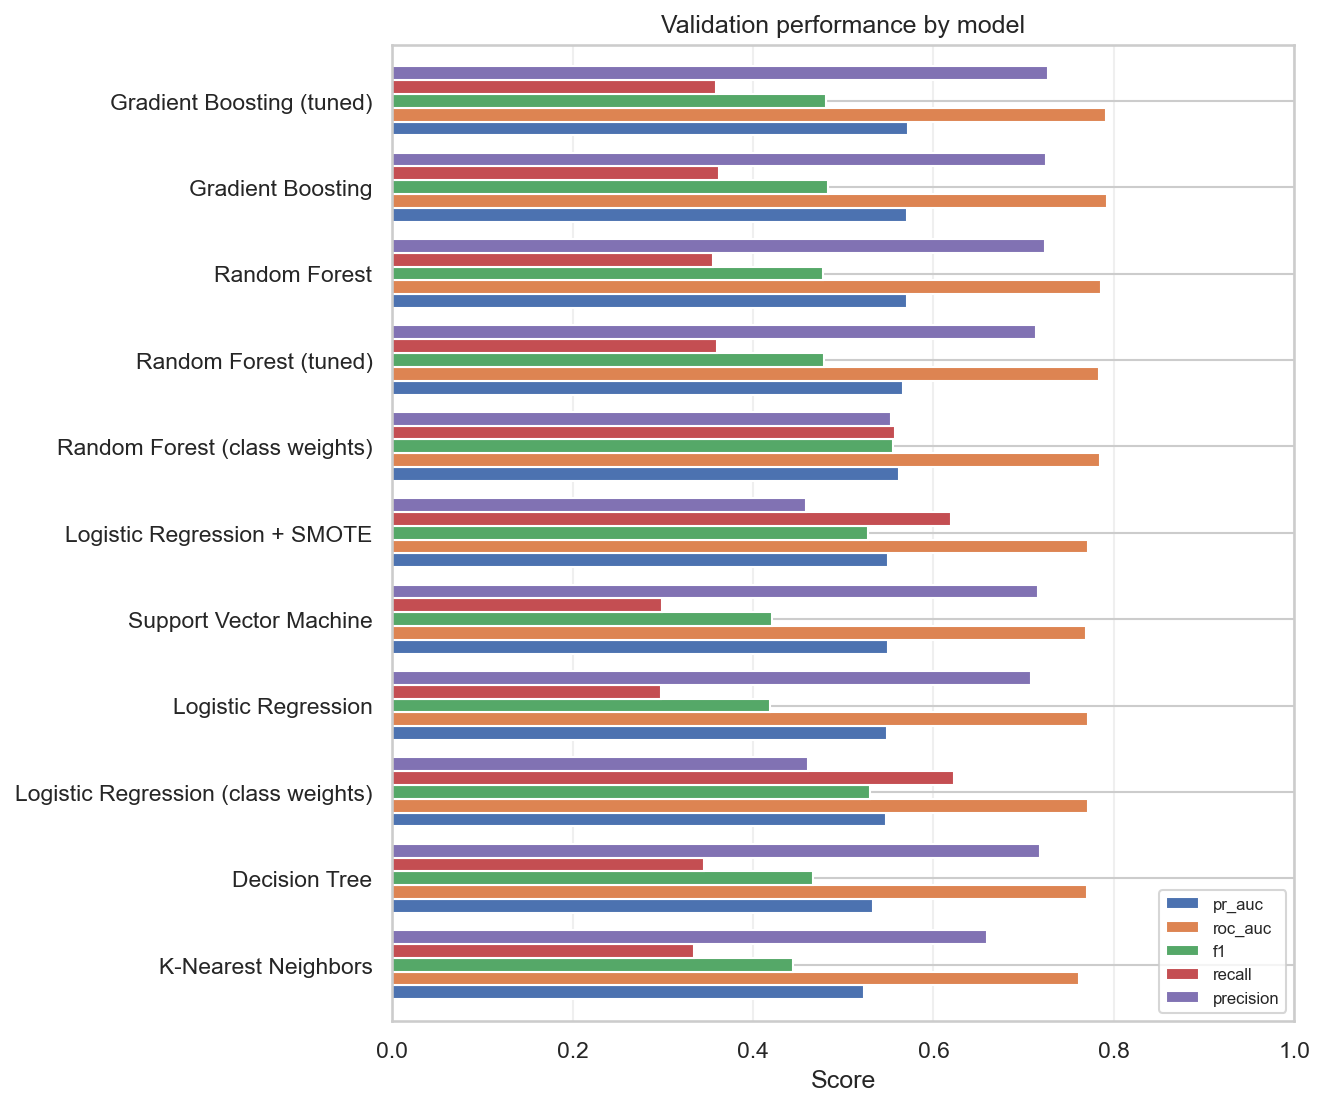 Validation performance by model
Gradient Boosting (tuned)
Gradient Boosting
Random Forest
Random Forest (tuned)
Random Forest (class weights)
Logistic Regression + SMOTE
Support Vector Machine
Logistic Regression
Logistic Regression (class weights)
Decision Tree
K-Nearest Neighbors
pr_auc
roc_auc
f1
recall
precision
0.0 0.2 0.4 0.6 0.8 1.0
Score